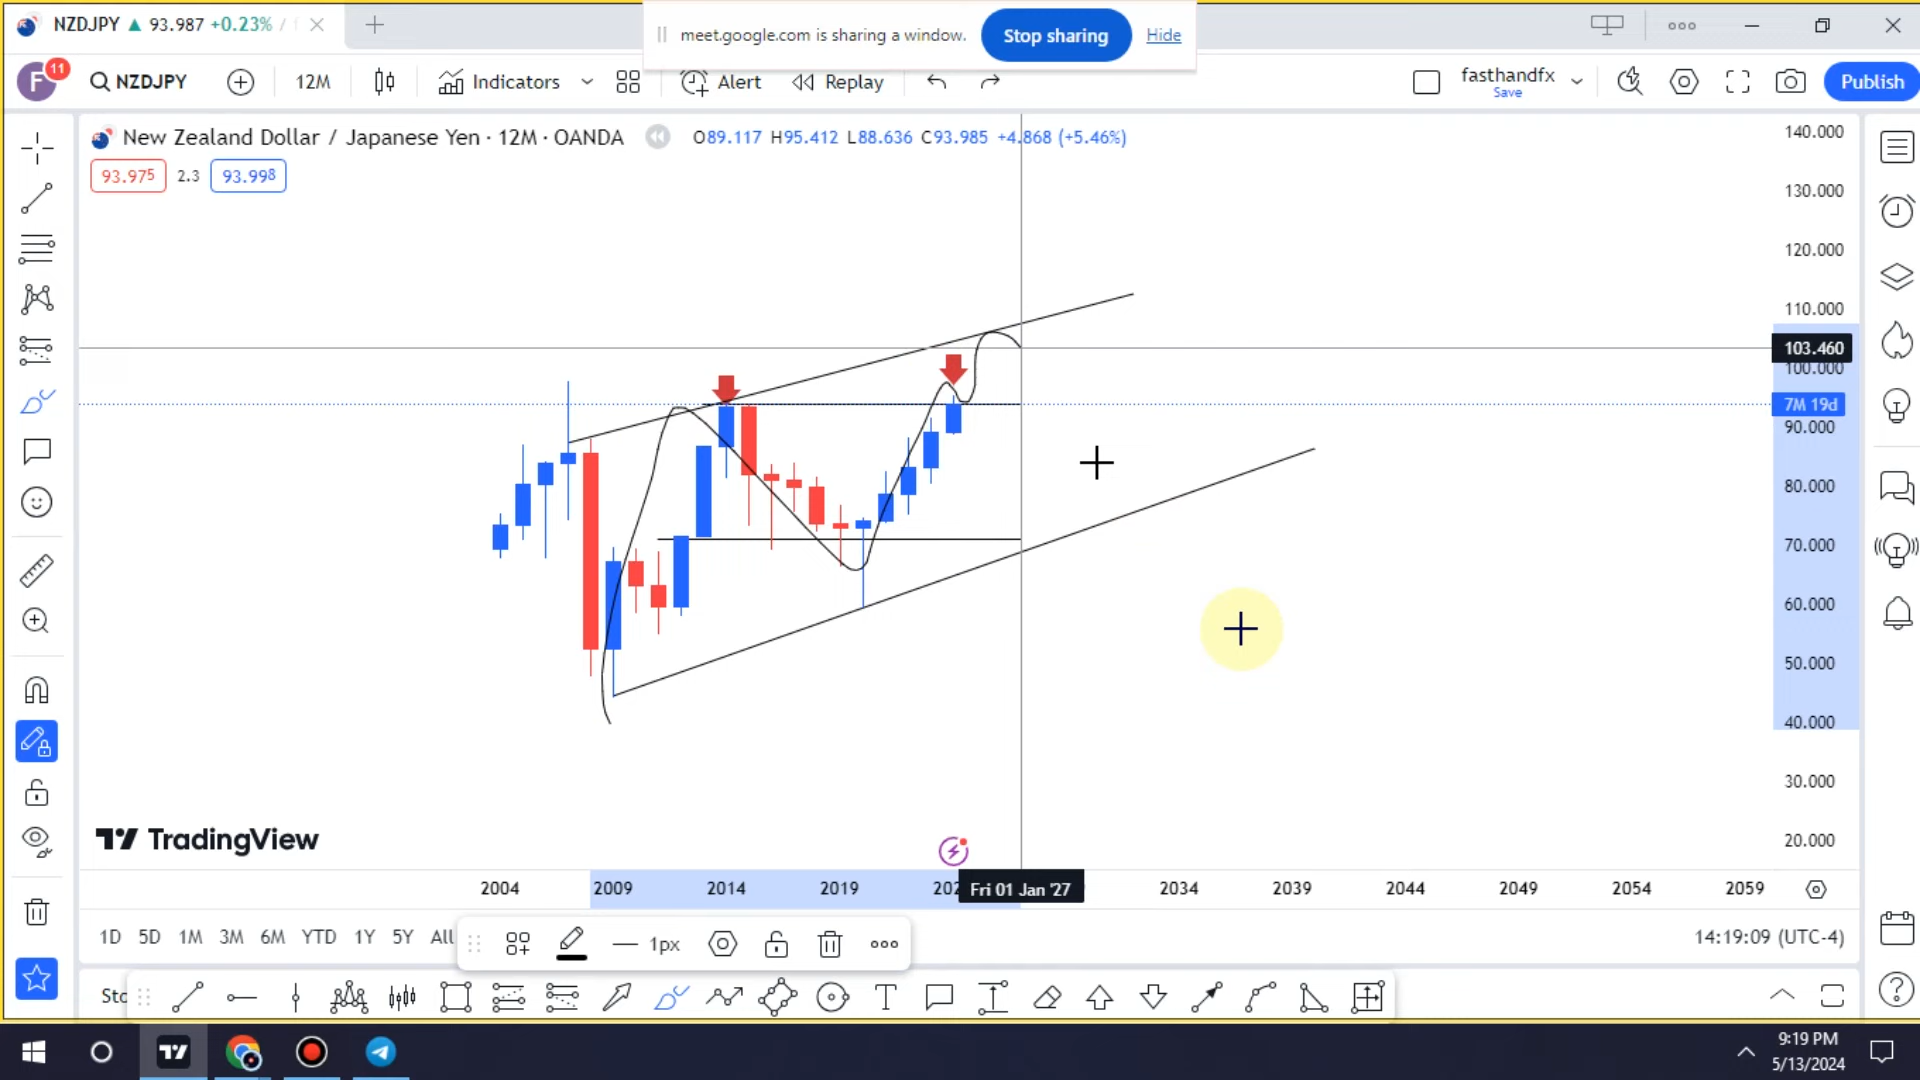 NZDJPY ▲ 93.987 +0.23% /
meet.google.com is sharing a window.
Stop sharing
Hide
F
11
NZDJPY
12M
Indicators
Alert
Replay
fasthandfx
Save
Publish
New Zealand Dollar / Japanese Yen · 12M · OANDA
O89.117 H95.412 L88.636 C93.985 +4.868 (+5.46%)
93.975
2.3
93.998
140.000
130.000
120.000
110.000
103.460
100.000
7M 19d
90.000
80.000
70.000
60.000
50.000
40.000
30.000
20.000
TradingView
2004
2009
2014
2019
Fri 01 Jan '27
2034
2039
2044
2049
2054
2059
1D 5D 1M 3M 6M YTD 1Y 5Y All
1px
14:19:09 (UTC-4)
9:19 PM
5/13/2024